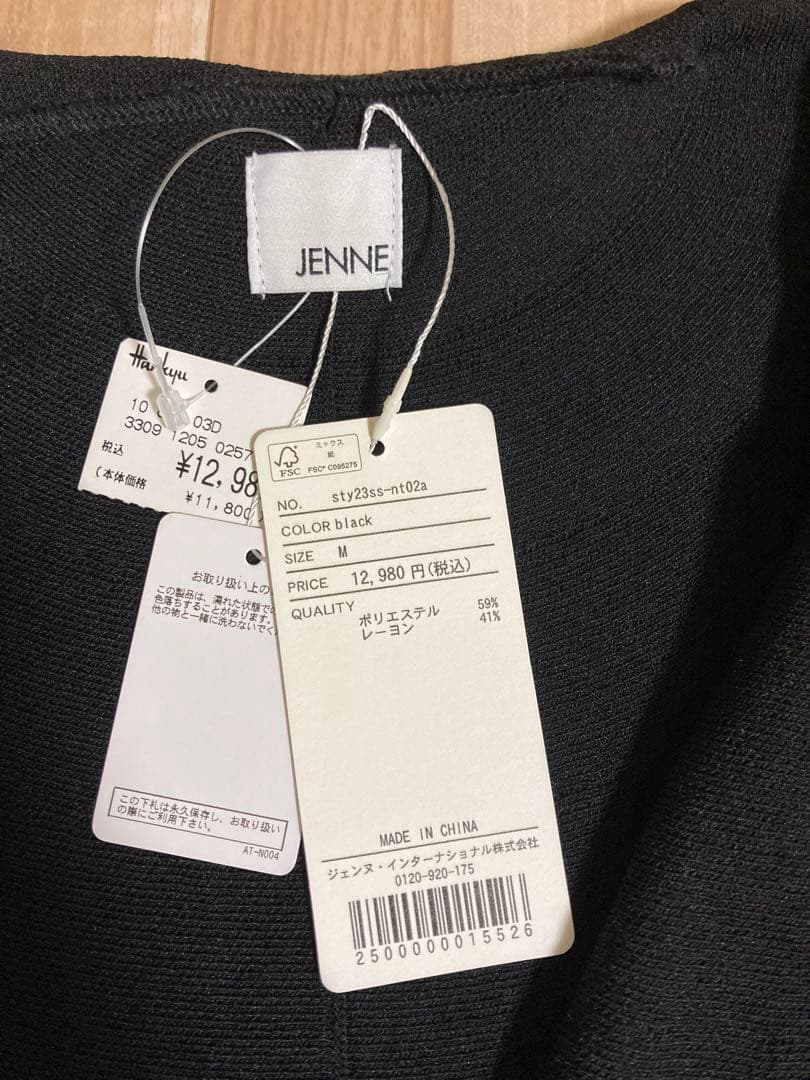 JENNE
Hankyu
10 03D
3309 1205 0257
税込 ¥12,98
(本体価格 ¥11,800
お取り扱い上の
この製品は、濡れた状態での
色落ちすることがあります。
他の物と一緒に洗わないでく
この下札は永久保存し、お取り扱い
の際にご利用下さい。
AT-N004
FSC
ミックス
紙
FSC® C095275
NO. sty23ss-nt02a
COLOR black
SIZE M
PRICE 12,980円(税込)
QUALITY
ポリエステル 59%
レーヨン 41%
MADE IN CHINA
ジェンヌ・インターナショナル株式会社
0120-920-175
2500000015526